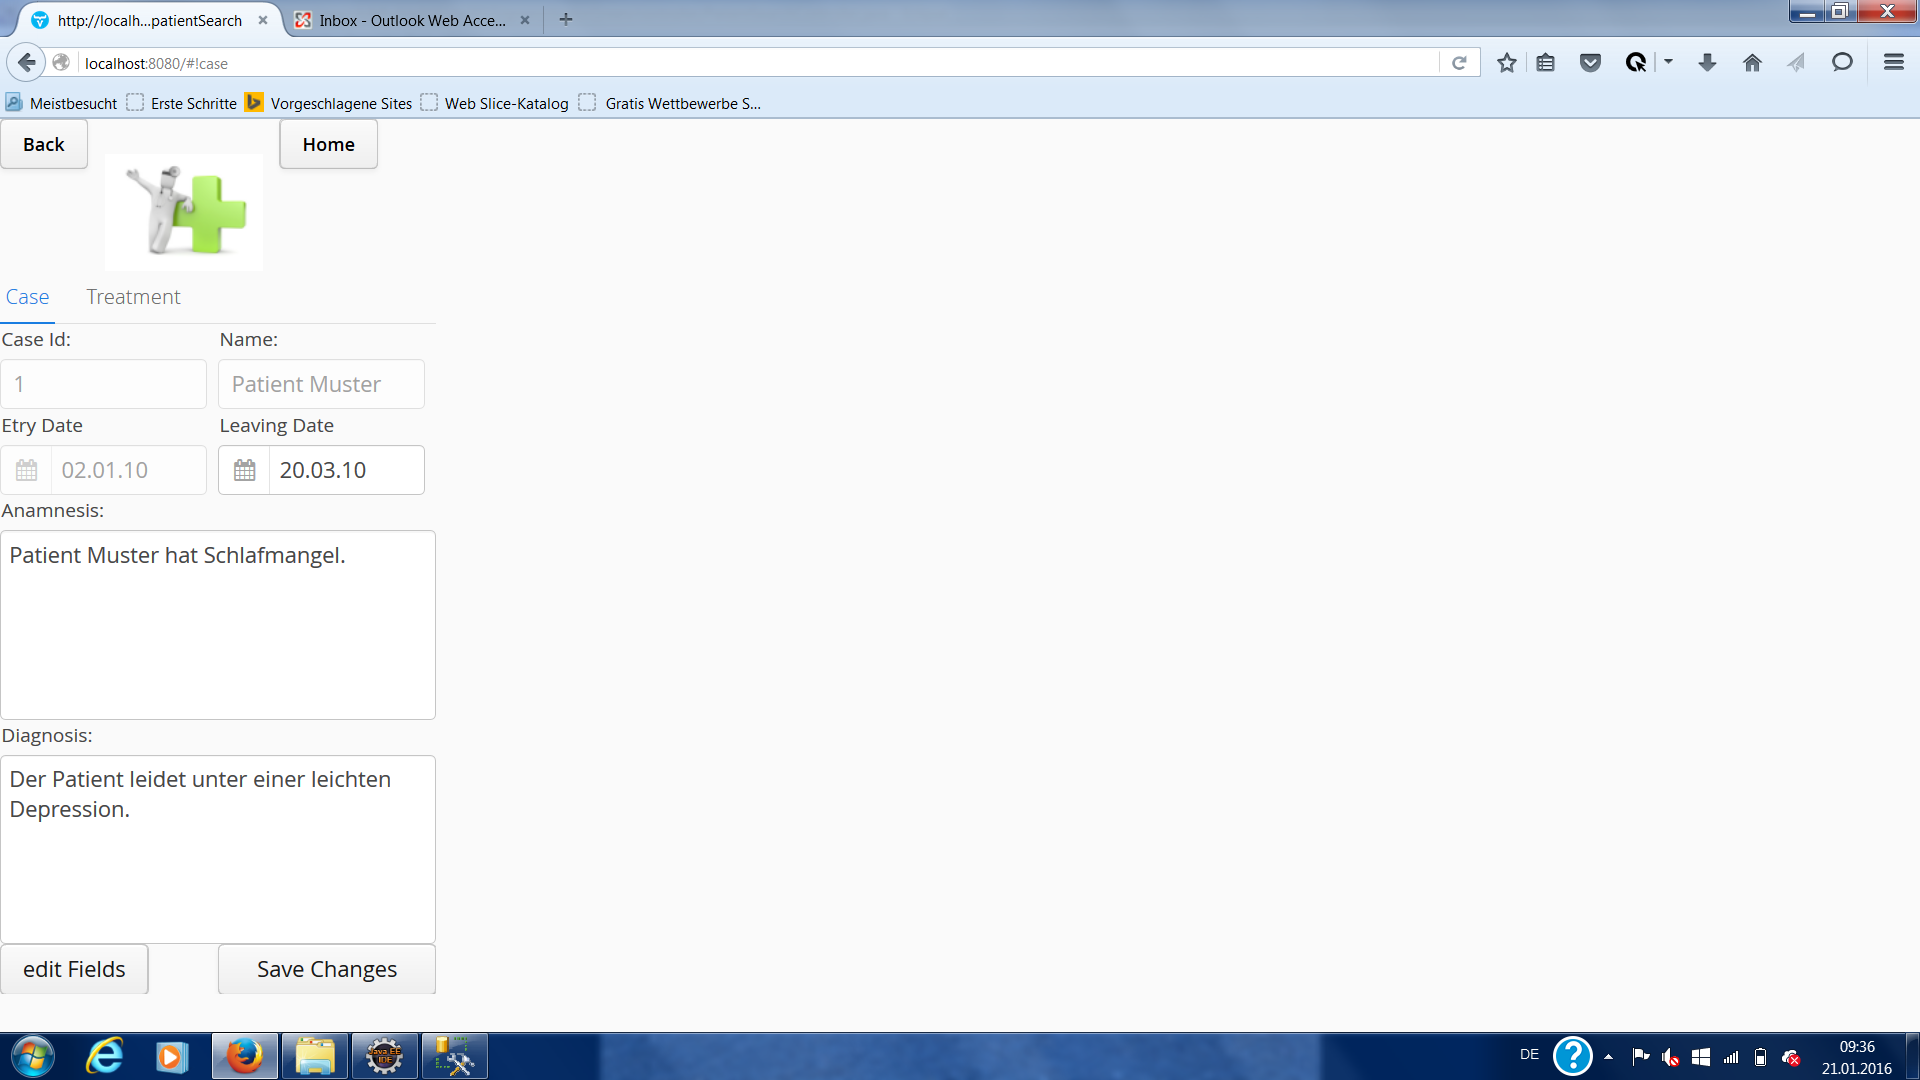 http://localh...patientSearch
Inbox - Outlook Web Acce...
localhost:8080/#!case
Meistbesucht Erste Schritte Vorgeschlagene Sites Web Slice-Katalog Gratis Wettbewerbe S...
Back Home
Case Treatment
Case Id: Name:
1 Patient Muster
Etry Date Leaving Date
02.01.10 20.03.10
Anamnesis:
Patient Muster hat Schlafmangel.
Diagnosis:
Der Patient leidet unter einer leichten
Depression.
edit Fields Save Changes
Java EE
IDE
DE
09:36
21.01.2016